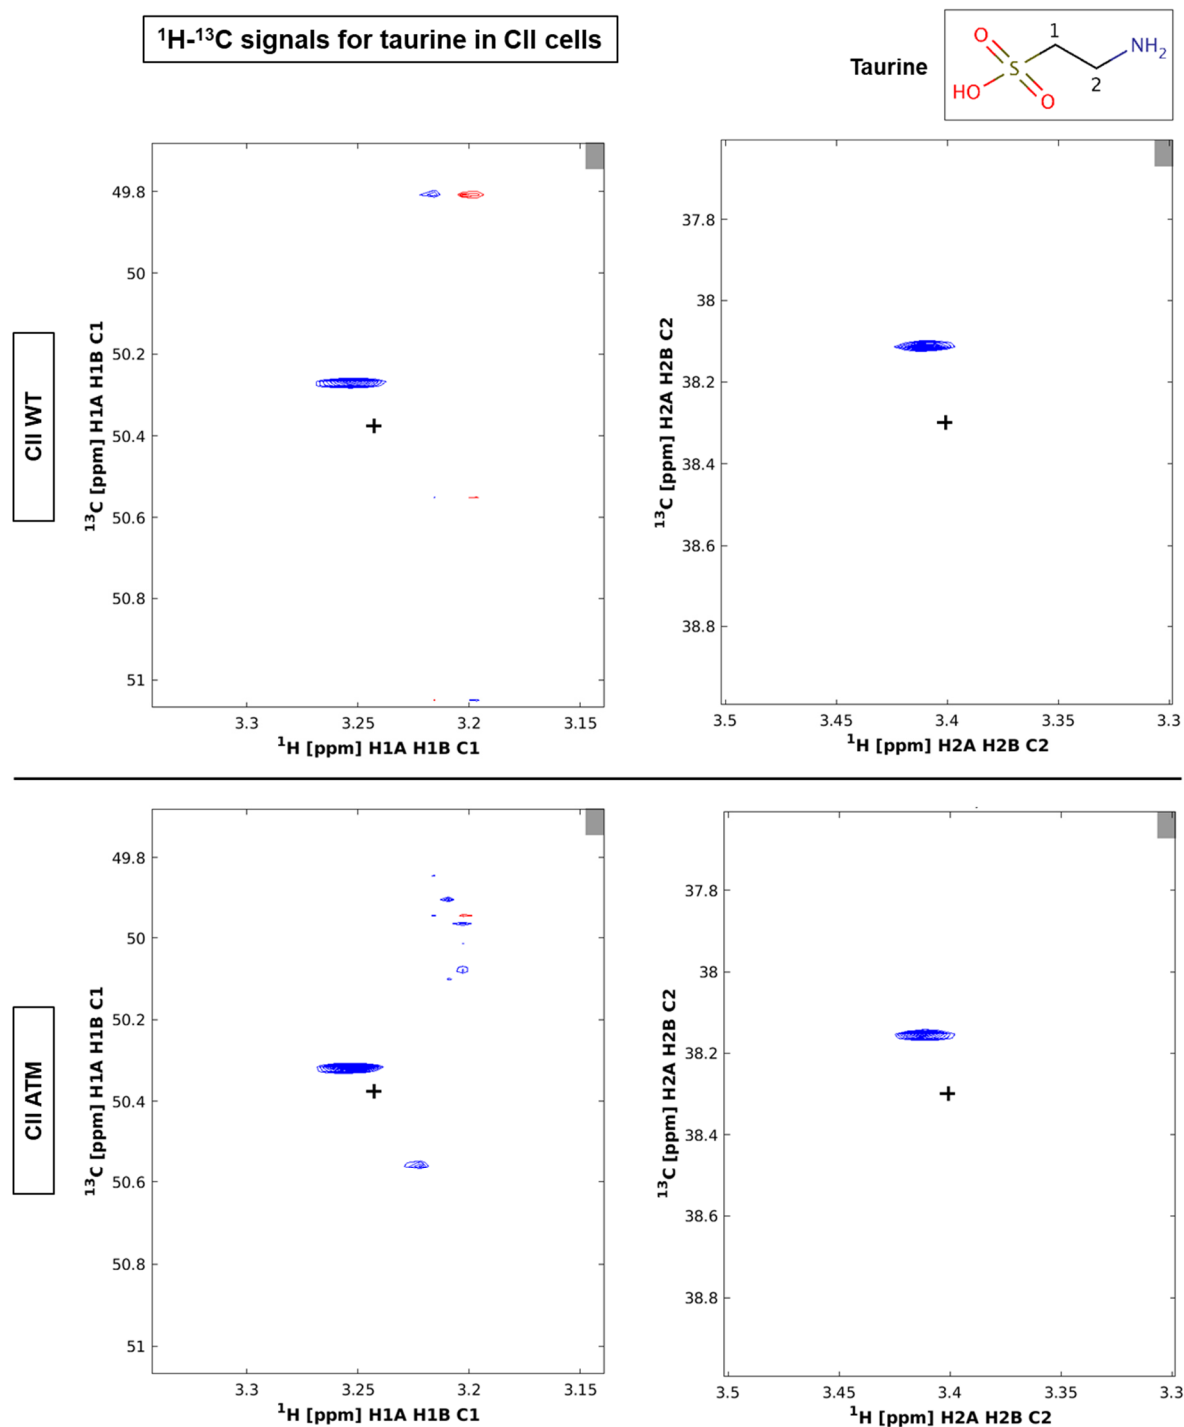 ¹H-¹³C signals for taurine in CII cells
Taurine
O
S
HO
O
1
2
NH₂
CII WT
¹³C [ppm] H1A H1B C1
49.8
50
50.2
50.4
50.6
50.8
51
3.3
3.25
3.2
3.15
¹H [ppm] H1A H1B C1
¹³C [ppm] H2A H2B C2
37.8
38
38.2
38.4
38.6
38.8
3.5
3.45
3.4
3.35
3.3
¹H [ppm] H2A H2B C2
CII ATM
¹³C [ppm] H1A H1B C1
49.8
50
50.2
50.4
50.6
50.8
51
3.3
3.25
3.2
3.15
¹H [ppm] H1A H1B C1
¹³C [ppm] H2A H2B C2
37.8
38
38.2
38.4
38.6
38.8
3.5
3.45
3.4
3.35
3.3
¹H [ppm] H2A H2B C2